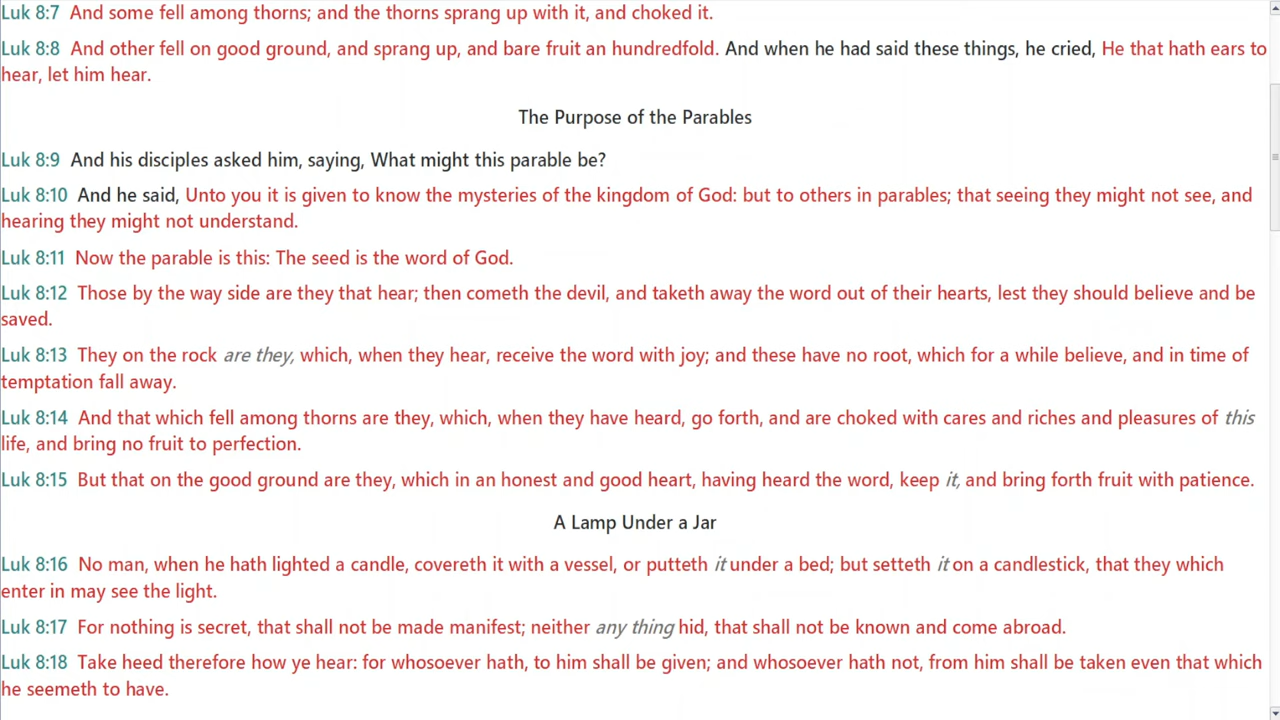 Luk 8:7 And some fell among thorns; and the thorns sprang up with it, and choked it.
Luk 8:8 And other fell on good ground, and sprang up, and bare fruit an hundredfold. And when he had said these things, he cried, He that hath ears to
hear, let him hear.
The Purpose of the Parables
Luk 8:9 And his disciples asked him, saying, What might this parable be?
Luk 8:10 And he said, Unto you it is given to know the mysteries of the kingdom of God: but to others in parables; that seeing they might not see, and
hearing they might not understand.
Luk 8:11 Now the parable is this: The seed is the word of God.
Luk 8:12 Those by the way side are they that hear; then cometh the devil, and taketh away the word out of their hearts, lest they should believe and be
saved.
Luk 8:13 They on the rock are they, which, when they hear, receive the word with joy; and these have no root, which for a while believe, and in time of
temptation fall away.
Luk 8:14 And that which fell among thorns are they, which, when they have heard, go forth, and are choked with cares and riches and pleasures of this
life, and bring no fruit to perfection.
Luk 8:15 But that on the good ground are they, which in an honest and good heart, having heard the word, keep it, and bring forth fruit with patience.
A Lamp Under a Jar
Luk 8:16 No man, when he hath lighted a candle, covereth it with a vessel, or putteth it under a bed; but setteth it on a candlestick, that they which
enter in may see the light.
Luk 8:17 For nothing is secret, that shall not be made manifest; neither any thing hid, that shall not be known and come abroad.
Luk 8:18 Take heed therefore how ye hear: for whosoever hath, to him shall be given; and whosoever hath not, from him shall be taken even that which
he seemeth to have.